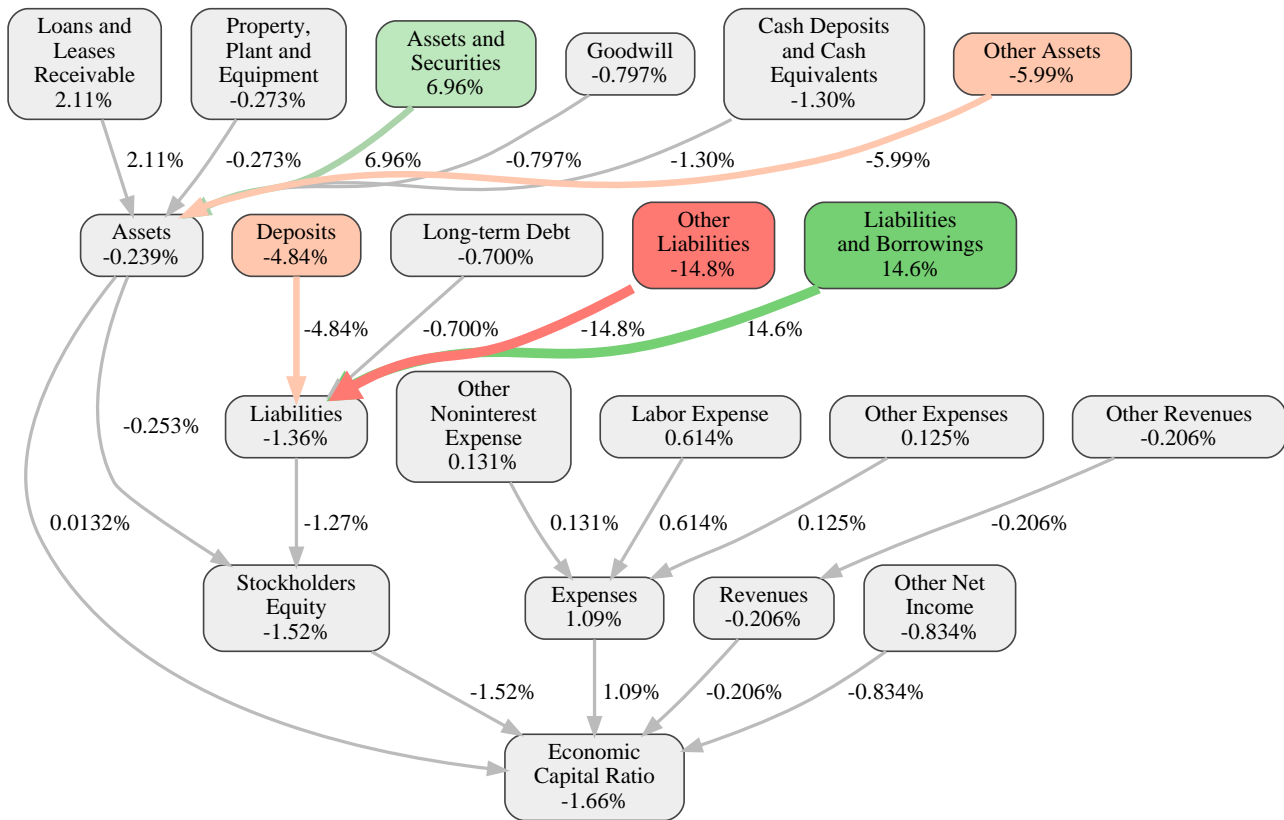 Loans and
Leases
Receivable
2.11%
Property,
Plant and
Equipment
-0.273%
Assets and
Securities
6.96%
Goodwill
-0.797%
Cash Deposits
and Cash
Equivalents
-1.30%
Other Assets
-5.99%
2.11%
-0.273%
6.96%
-0.797%
-1.30%
-5.99%
Assets
-0.239%
Deposits
-4.84%
Long-term Debt
-0.700%
Other
Liabilities
-14.8%
Liabilities
and Borrowings
14.6%
-4.84%
-0.700%
-14.8%
14.6%
-0.253%
Liabilities
-1.36%
Other
Noninterest
Expense
0.131%
Labor Expense
0.614%
Other Expenses
0.125%
Other Revenues
-0.206%
0.0132%
-1.27%
0.131%
0.614%
0.125%
-0.206%
Stockholders
Equity
-1.52%
Expenses
1.09%
Revenues
-0.206%
Other Net
Income
-0.834%
-1.52%
1.09%
-0.206%
-0.834%
Economic
Capital Ratio
-1.66%